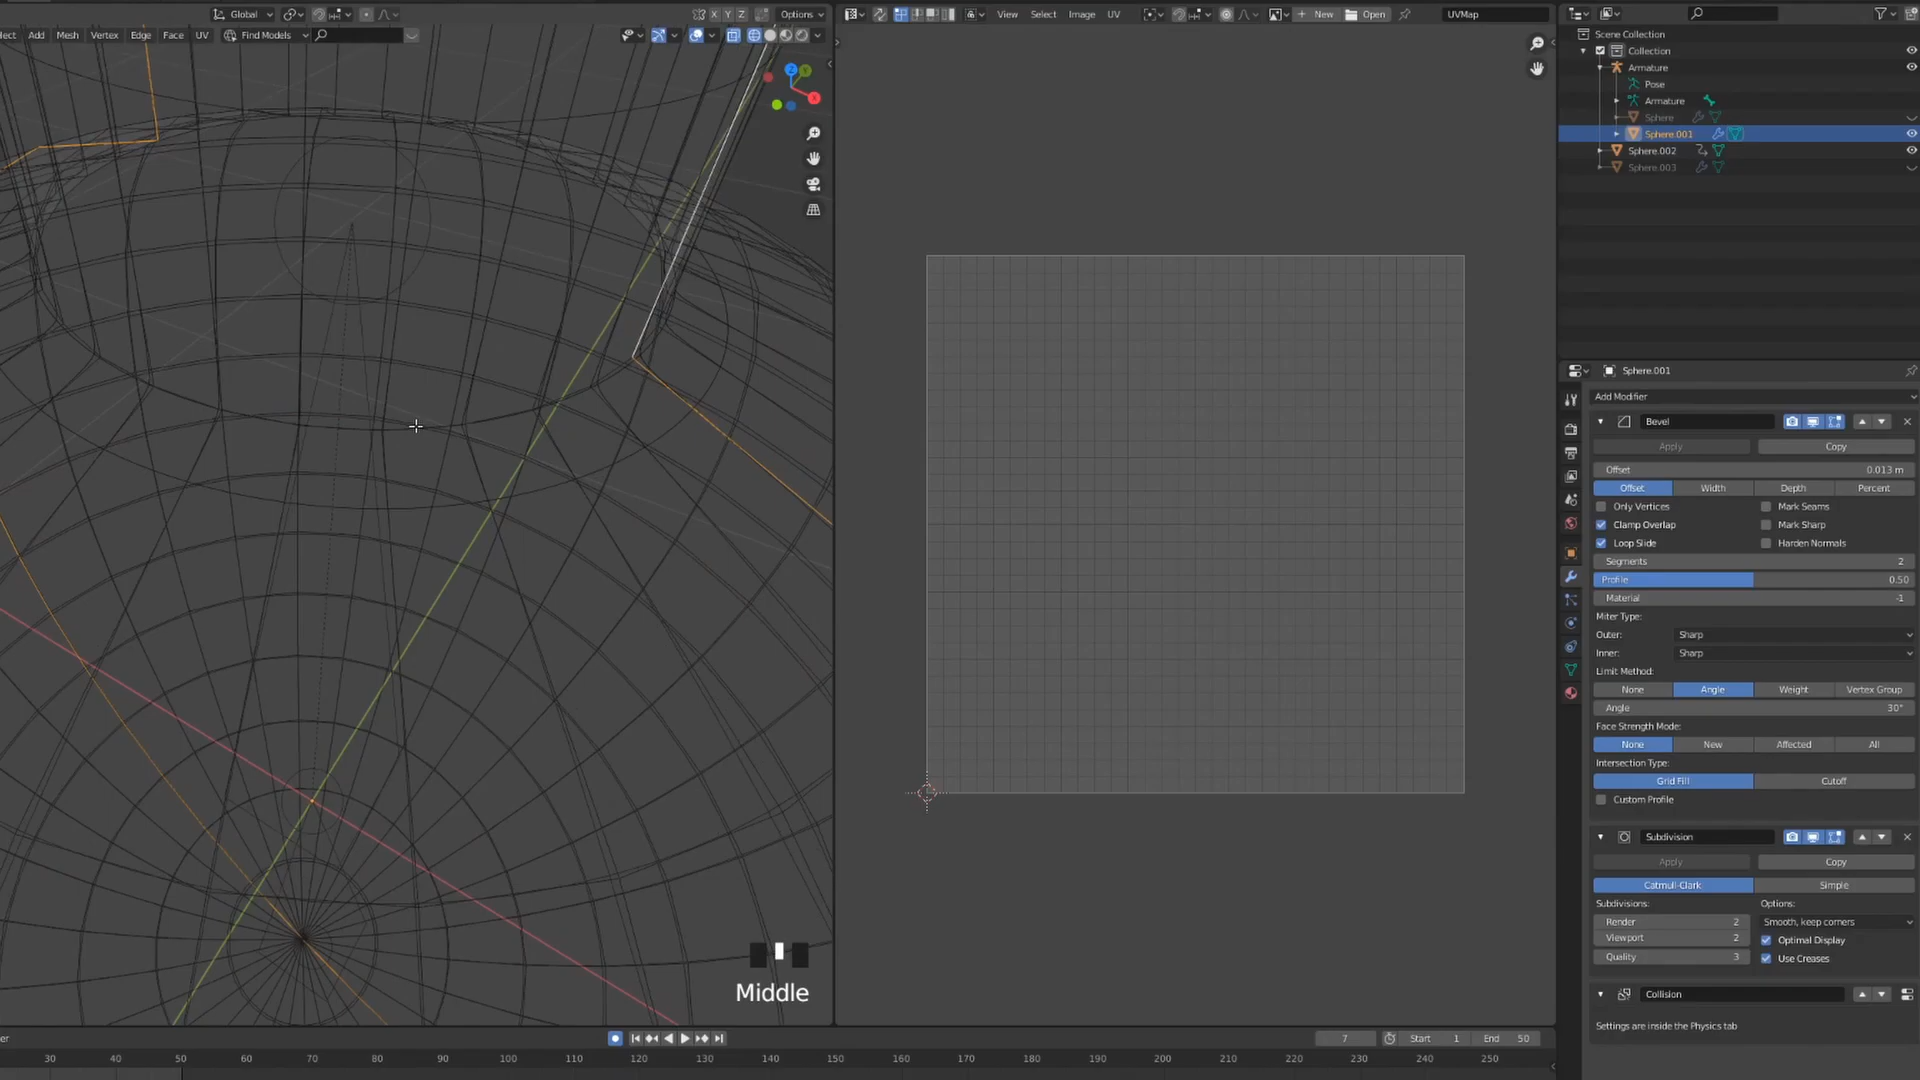 Global
X Y Z
Options
View Select Image UV
New
Open
UVMap
Add Mesh Vertex Edge Face UV
Find Models
Scene Collection
Collection
Armature
Pose
Armature
Sphere
Sphere.001
Sphere.002
Sphere.003
Sphere.001
Add Modifier
Bevel
Apply
Copy
Offset 0.013 m
Offset Width Depth Percent
Only Vertices
Mark Seams
Clamp Overlap
Mark Sharp
Loop Slide
Harden Normals
Segments 2
Profile 0.50
Material -1
Miter Type:
Outer: Sharp
Inner: Sharp
Limit Method:
None Angle Weight Vertex Group
Angle 30°
Face Strength Mode:
None New Affected All
Intersection Type:
Grid Fill Cutoff
Custom Profile
Subdivision
Apply
Copy
Catmull-Clark Simple
Subdivisions: Options:
Render 2
Smooth, keep corners
Viewport 2
Optimal Display
Quality 3
Use Creases
Collision
Settings are inside the Physics tab
Middle
7
Start 1
End 50
30 40 50 60 70 80 90 100 110 120 130 140 150 160 170 180 190 200 210 220 230 240 250